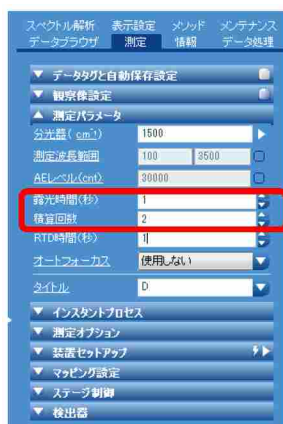 スペクトル解析 表示設定 メソッド メンテナンス
データブラウザ 測定 情報 データ処理
▼ データタグと自動保存設定
▼ 観察像設定
▲ 測定パラメータ
分光器( cm⁻¹) 1500
測定波長範囲 100 3500
AEレベル(cnt) 30000
露光時間(秒) 1
積算回数 2
RTD時間(秒) 1
オートフォーカス 使用しない
タイトル D
▼ インスタントプロセス
▼ 測定オプション
▼ 装置セットアップ
▼ マッピング設定
▼ ステージ制御
▼ 検出器